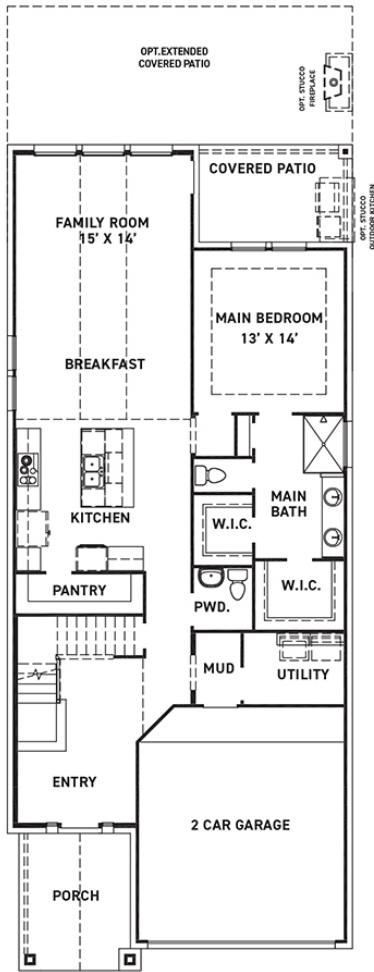 OPT.EXTENDED
COVERED PATIO
OPT. STUCCO
FIREPLACE
COVERED PATIO
OPT. STUCCO
OUTDOOR KITCHEN
FAMILY ROOM
15' X 14'
MAIN BEDROOM
13' X 14'
BREAKFAST
MAIN
BATH
KITCHEN
W.I.C.
W.I.C.
PANTRY
PWD.
MUD
UTILITY
ENTRY
2 CAR GARAGE
PORCH